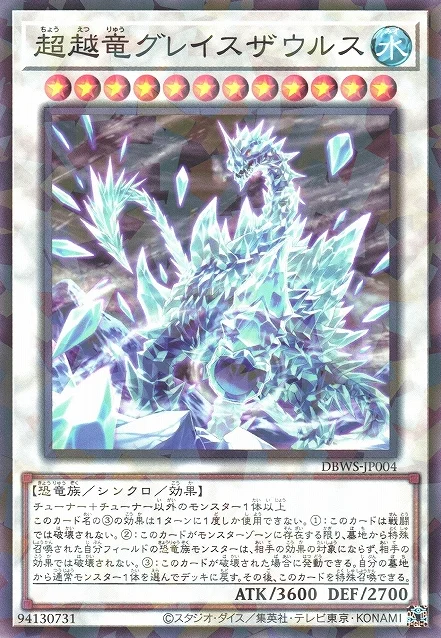 超越竜グレイスザウルス
水
DBWS-JP004
【恐竜族／シンクロ／効果】
チューナー＋チューナー以外のモンスター１体以上
このカード名の③の効果は１ターンに１度しか使用できない。①：このカードは戦闘
では破壊されない。②：このカードがモンスターゾーンに存在する限り、墓地から特殊
召喚された自分フィールドの恐竜族モンスターは、相手の効果の対象にならず、相手の
効果では破壊されない。③：このカードが破壊された場合に発動できる。自分の墓地
から通常モンスター１体を選んでデッキに戻す。その後、このカードを特殊召喚できる。
ATK/3600 DEF/2700
94130731
©スタジオ・ダイス／集英社・テレビ東京・KONAMI